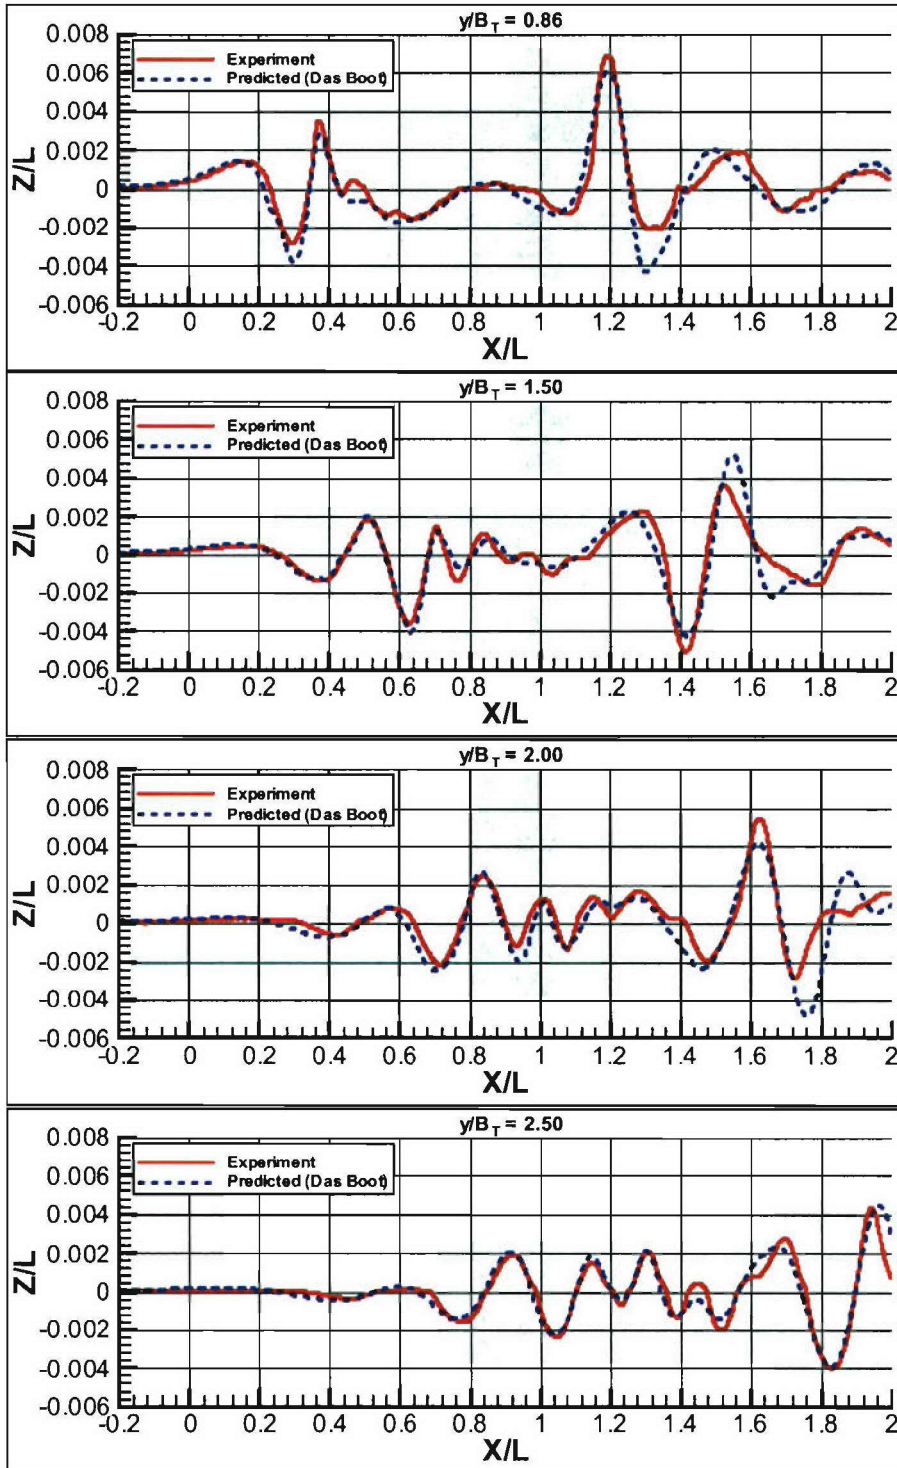 y/B_T = 0.86
0.008
Experiment
0.006
Predicted (Das Boot)
0.004
Z/L
0.002
0
-0.002
-0.004
-0.006
-0.2 0 0.2 0.4 0.6 0.8 1 1.2 1.4 1.6 1.8 2
X/L
y/B_T = 1.50
0.008
Experiment
0.006
Predicted (Das Boot)
0.004
Z/L
0.002
0
-0.002
-0.004
-0.006
-0.2 0 0.2 0.4 0.6 0.8 1 1.2 1.4 1.6 1.8 2
X/L
y/B_T = 2.00
0.008
Experiment
0.006
Predicted (Das Boot)
0.004
Z/L
0.002
0
-0.002
-0.004
-0.006
-0.2 0 0.2 0.4 0.6 0.8 1 1.2 1.4 1.6 1.8 2
X/L
y/B_T = 2.50
0.008
Experiment
0.006
Predicted (Das Boot)
0.004
Z/L
0.002
0
-0.002
-0.004
-0.006
-0.2 0 0.2 0.4 0.6 0.8 1 1.2 1.4 1.6 1.8 2
X/L